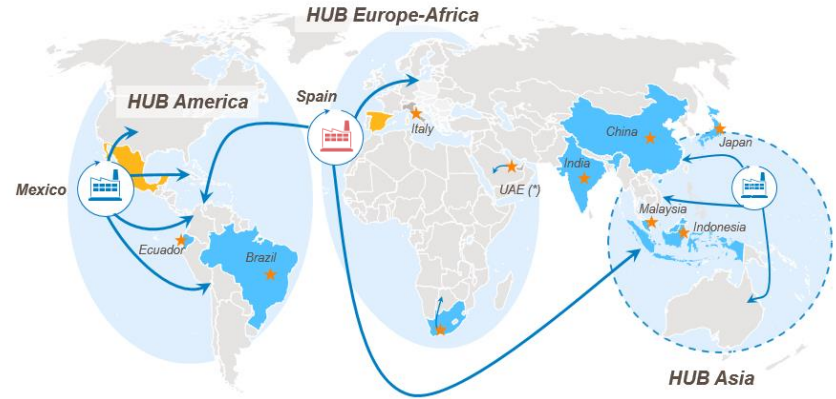 HUB Europe-Africa
HUB America
Spain
Italy
China
Japan
India
UAE (*)
Mexico
Malaysia
Indonesia
Ecuador
Brazil
HUB Asia